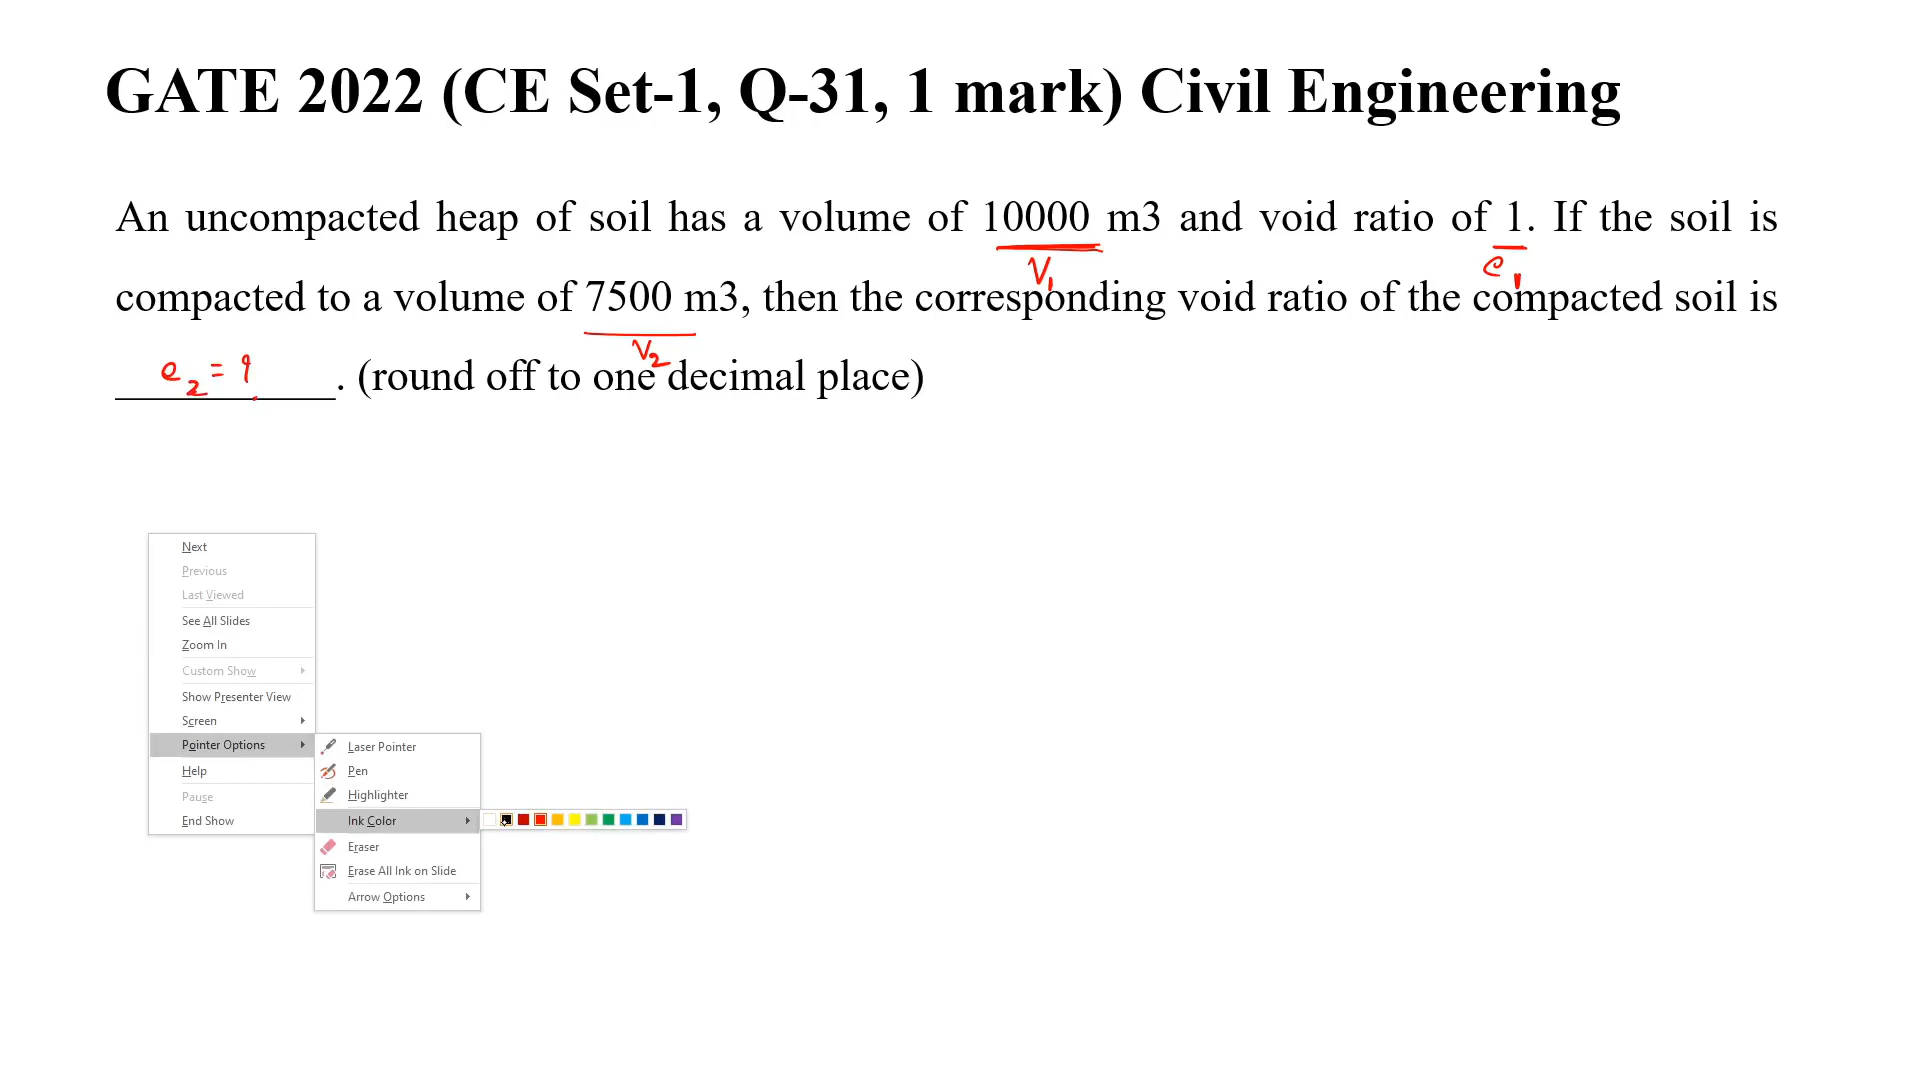 GATE 2022 (CE Set-1, Q-31, 1 mark) Civil Engineering
An uncompacted heap of soil has a volume of 10000 m3 and void ratio of 1. If the soil is
V1
e1
compacted to a volume of 7500 m3, then the corresponding void ratio of the compacted soil is
V2
e2 = ?
____________. (round off to one decimal place)
Next
Previous
Last Viewed
See All Slides
Zoom In
Custom Show
Show Presenter View
Screen
Pointer Options
Help
Pause
End Show
Laser Pointer
Pen
Highlighter
Ink Color
Eraser
Erase All Ink on Slide
Arrow Options